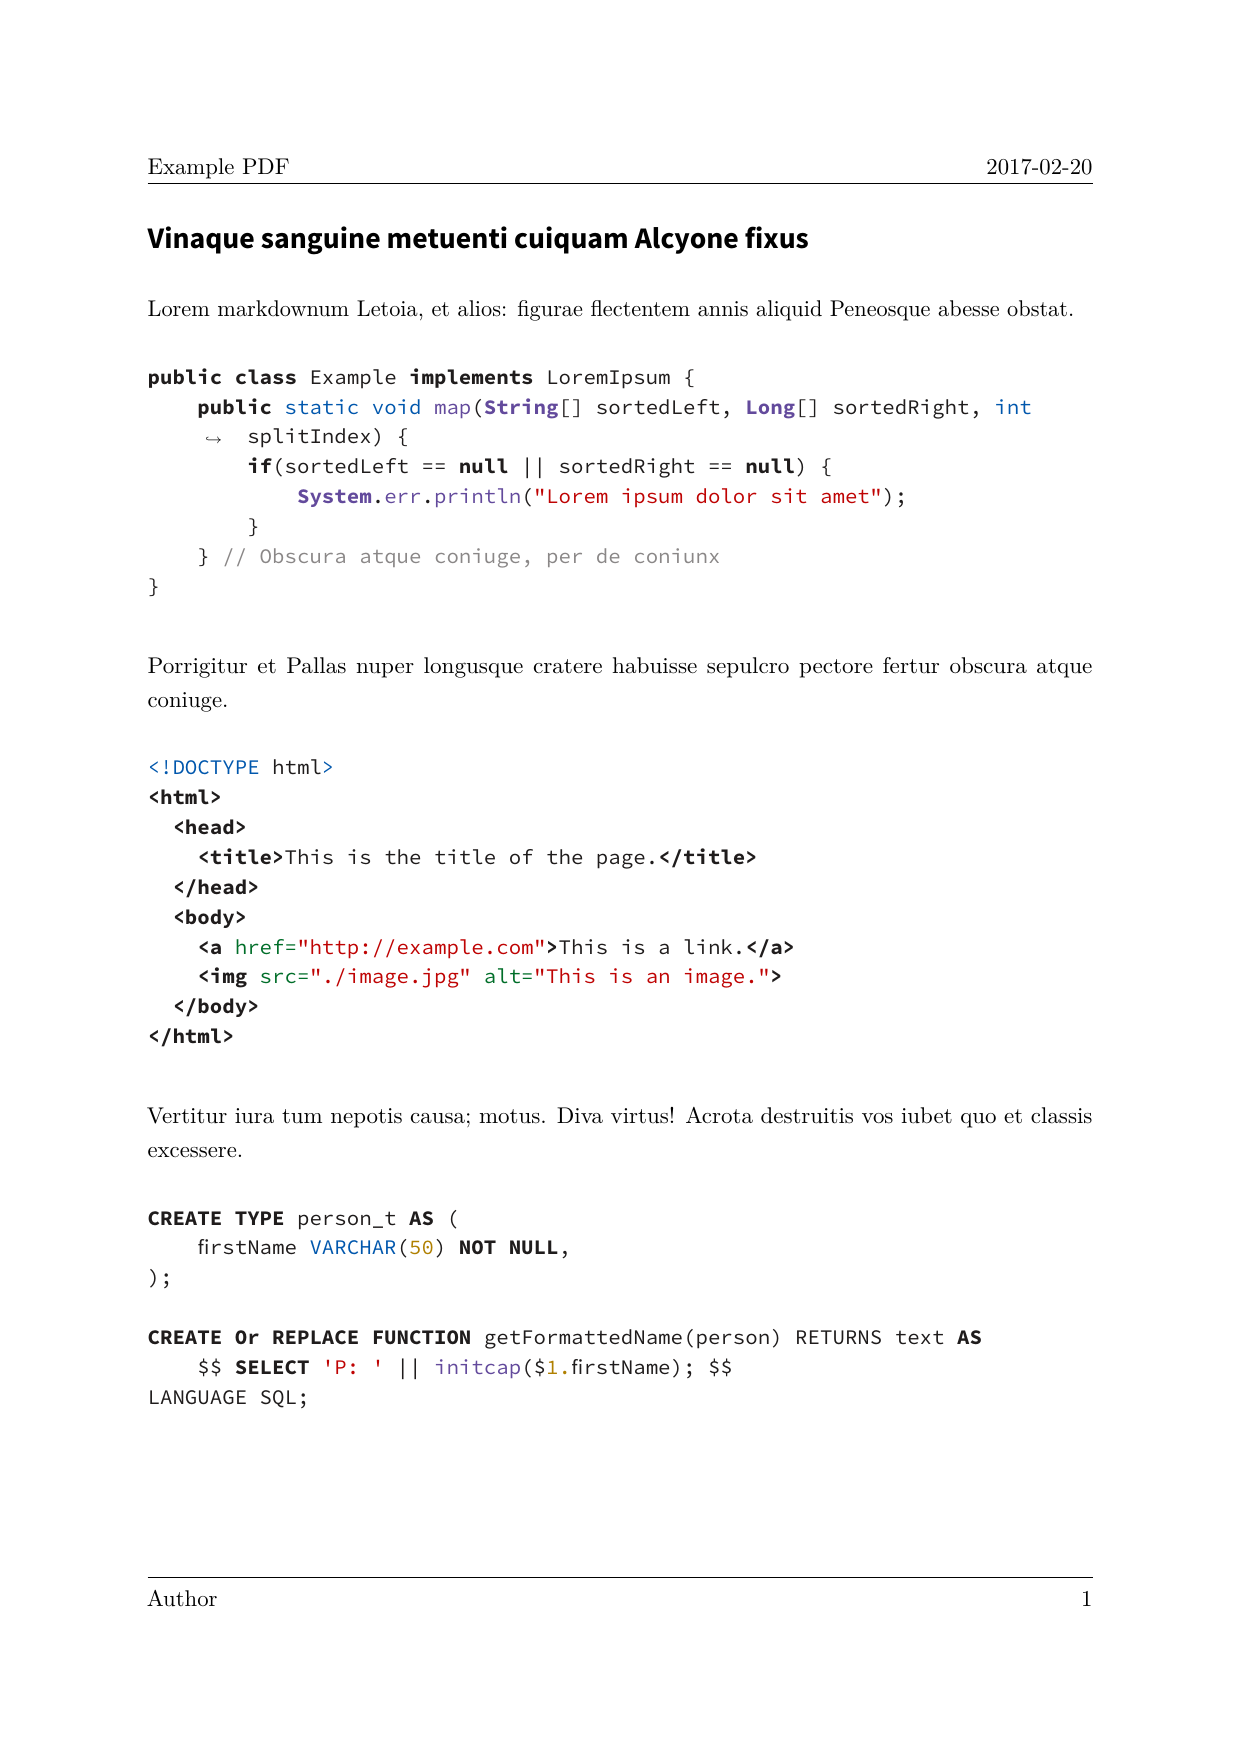 Example PDF 2017-02-20
Vinaque sanguine metuenti cuiquam Alcyone fixus
Lorem markdownum Letoia, et alios: figurae flectentem annis aliquid Peneosque abesse obstat.
public class Example implements LoremIpsum {
    public static void map(String[] sortedLeft, Long[] sortedRight, int
    ↪  splitIndex) {
        if(sortedLeft == null || sortedRight == null) {
            System.err.println("Lorem ipsum dolor sit amet");
        }
    } // Obscura atque coniuge, per de coniunx
}
Porrigitur et Pallas nuper longusque cratere habuisse sepulcro pectore fertur obscura atque
coniuge.
<!DOCTYPE html>
<html>
  <head>
    <title>This is the title of the page.</title>
  </head>
  <body>
    <a href="http://example.com">This is a link.</a>
    <img src="./image.jpg" alt="This is an image.">
  </body>
</html>
Vertitur iura tum nepotis causa; motus. Diva virtus! Acrota destruitis vos iubet quo et classis
excessere.
CREATE TYPE person_t AS (
    firstName VARCHAR(50) NOT NULL,
);
CREATE Or REPLACE FUNCTION getFormattedName(person) RETURNS text AS
    $$ SELECT 'P: ' || initcap($1.firstName); $$
LANGUAGE SQL;
Author 1